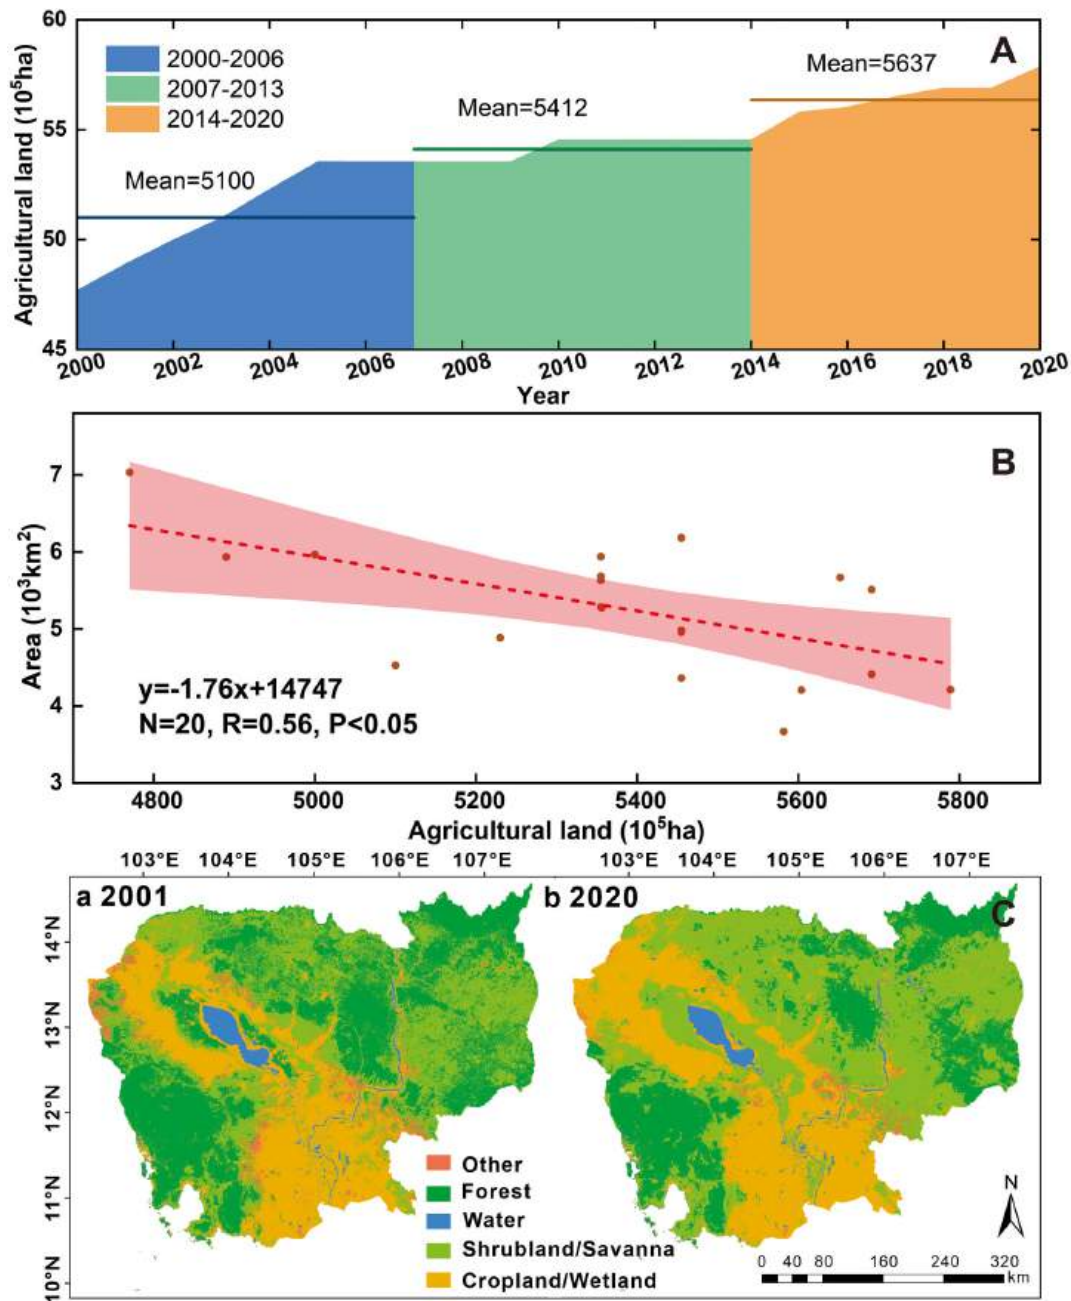 60
A
2000-2006
2007-2013
2014-2020
Mean=5637
Mean=5412
Mean=5100
55
50
45
Agricultural land (10⁵ha)
2000 2002 2004 2006 2008 2010 2012 2014 2016 2018 2020
Year
B
7
6
5
4
3
Area (10³km²)
y=-1.76x+14747
N=20, R=0.56, P<0.05
4800 5000 5200 5400 5600 5800
Agricultural land (10⁵ha)
103°E 104°E 105°E 106°E 107°E 103°E 104°E 105°E 106°E 107°E
a 2001
b 2020
C
14°N
13°N
12°N
11°N
10°N
Other
Forest
Water
Shrubland/Savanna
Cropland/Wetland
N
0 40 80 160 240 320
km